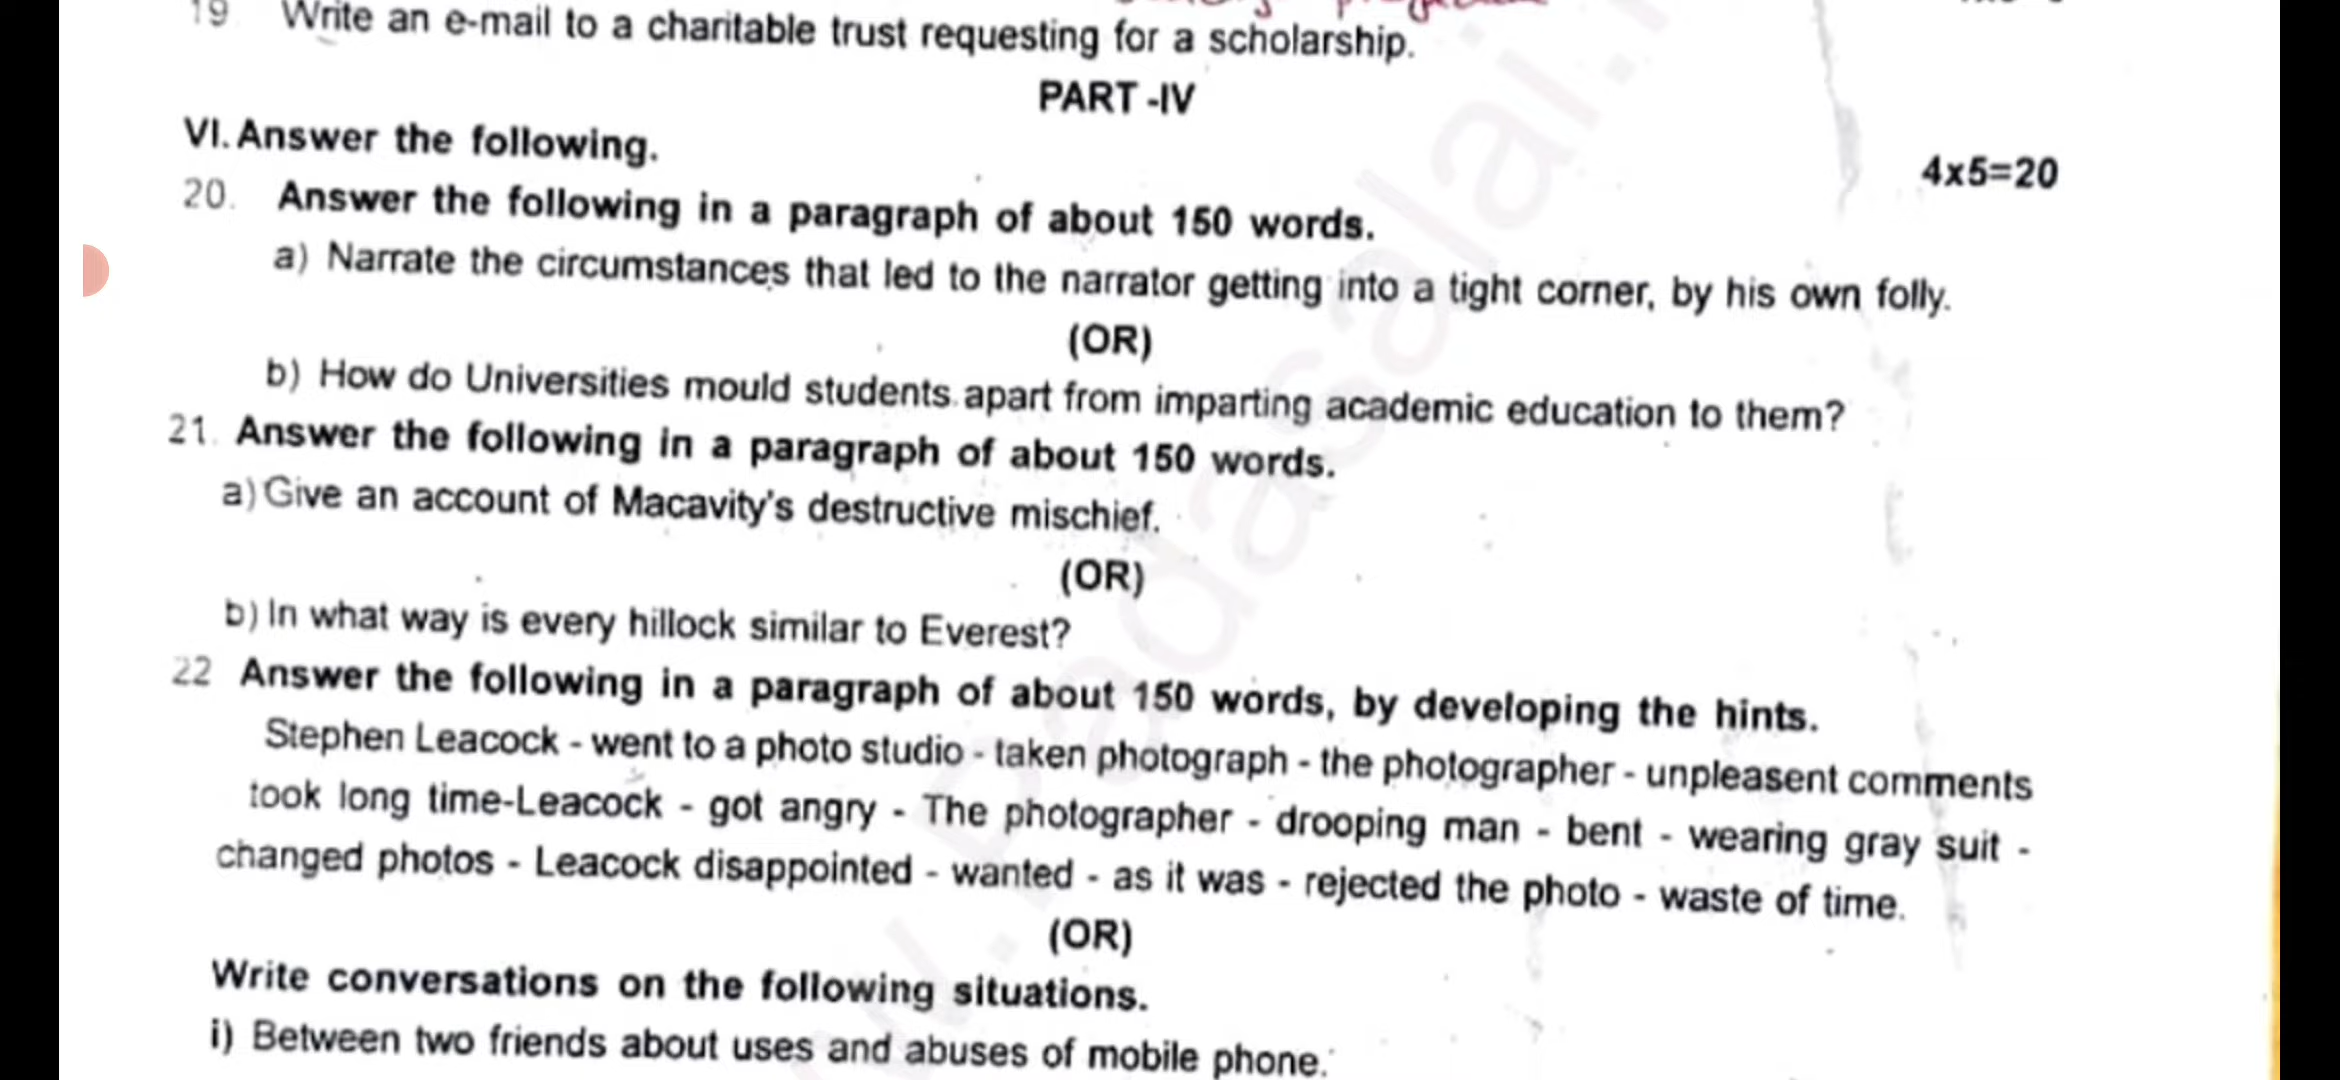 19 Write an e-mail to a charitable trust requesting for a scholarship.
PART -IV
VI. Answer the following.
4x5=20
20. Answer the following in a paragraph of about 150 words.
a) Narrate the circumstances that led to the narrator getting into a tight corner, by his own folly.
(OR)
b) How do Universities mould students apart from imparting academic education to them?
21. Answer the following in a paragraph of about 150 words.
a) Give an account of Macavity's destructive mischief.
(OR)
b) In what way is every hillock similar to Everest?
22 Answer the following in a paragraph of about 150 words, by developing the hints.
Stephen Leacock - went to a photo studio - taken photograph - the photographer - unpleasent comments
took long time-Leacock - got angry - The photographer - drooping man - bent - wearing gray suit -
changed photos - Leacock disappointed - wanted - as it was - rejected the photo - waste of time.
(OR)
Write conversations on the following situations.
i) Between two friends about uses and abuses of mobile phone.